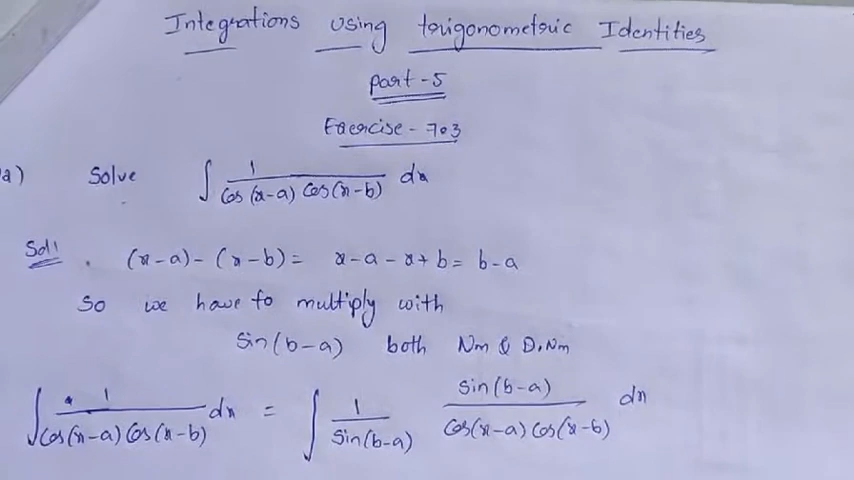 Integrations using trigonometric Identities
part-5
Exercise - 7.3
a) Solve ∫ 1/(Cos(x-a) Cos(x-b)) dx
Sol: (x-a) - (x-b) = x-a-x+b = b-a
So we have to multiply with
Sin(b-a) both Nm & D.Nm
∫ 1/(Cos(x-a) Cos(x-b)) dx = ∫ 1/Sin(b-a) Sin(b-a)/(Cos(x-a) Cos(x-b)) dx